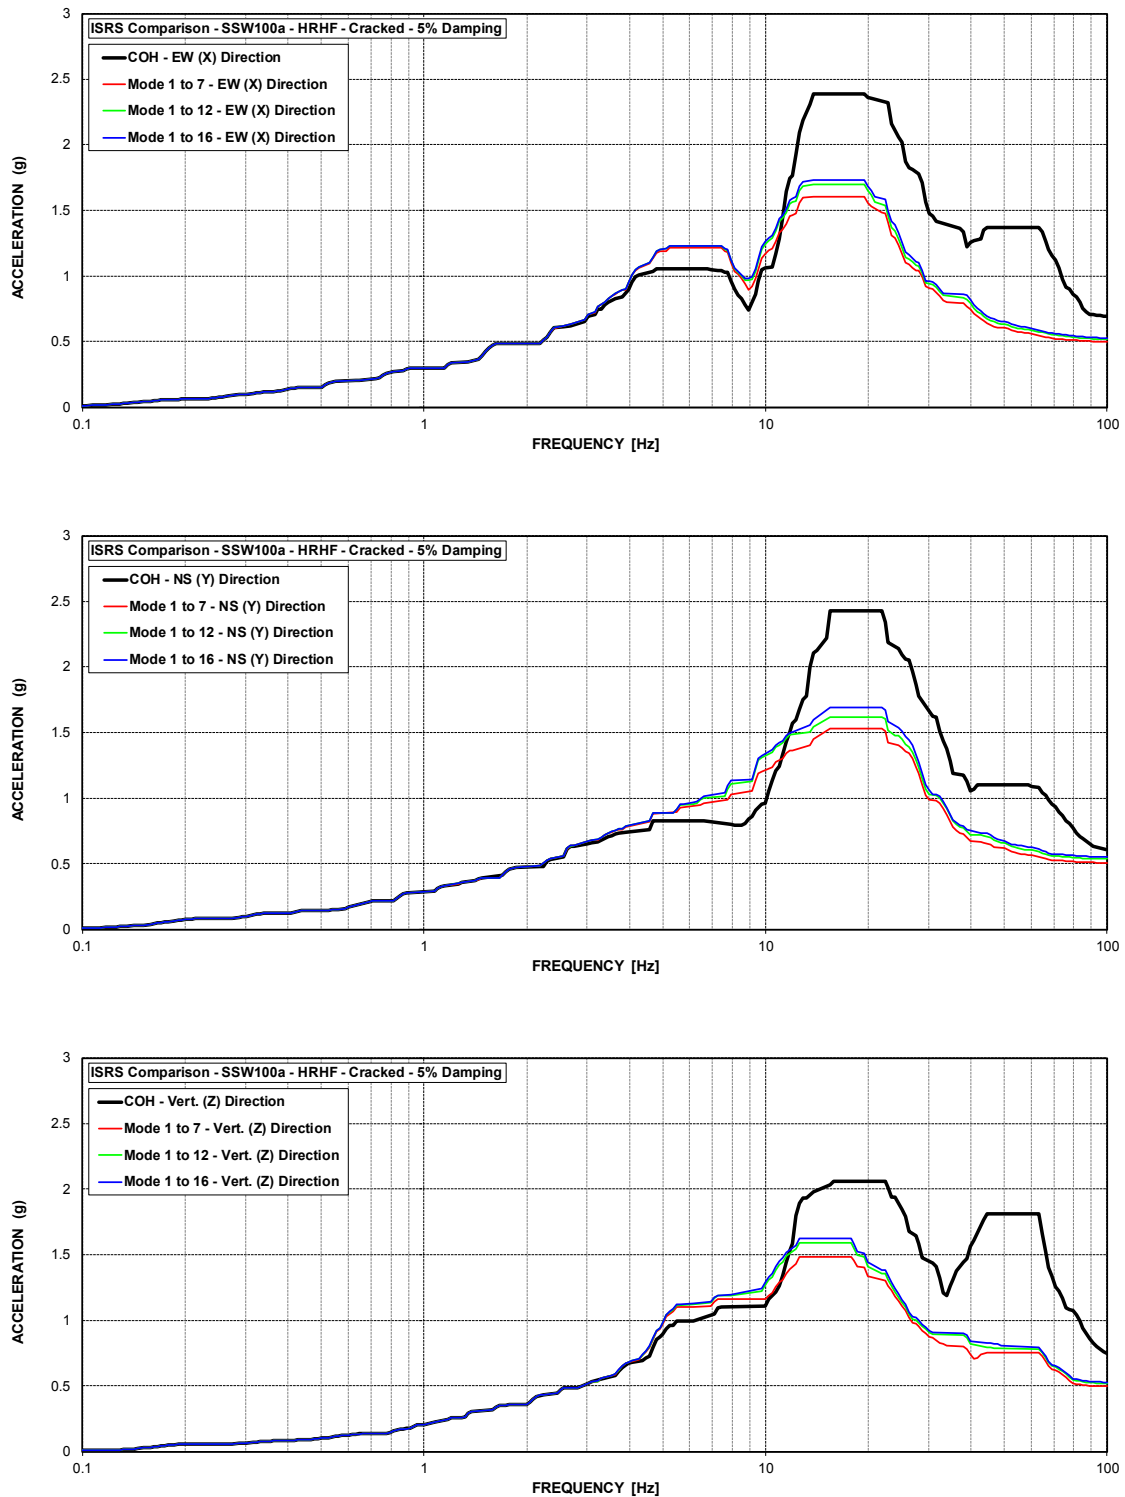 ISRS Comparison - SSW100a - HRHF - Cracked - 5% Damping
COH - EW (X) Direction
Mode 1 to 7 - EW (X) Direction
Mode 1 to 12 - EW (X) Direction
Mode 1 to 16 - EW (X) Direction
3
2.5
2
1.5
1
0.5
0
ACCELERATION (g)
0.1
1
10
100
FREQUENCY [Hz]
ISRS Comparison - SSW100a - HRHF - Cracked - 5% Damping
COH - NS (Y) Direction
Mode 1 to 7 - NS (Y) Direction
Mode 1 to 12 - NS (Y) Direction
Mode 1 to 16 - NS (Y) Direction
3
2.5
2
1.5
1
0.5
0
ACCELERATION (g)
0.1
1
10
100
FREQUENCY [Hz]
ISRS Comparison - SSW100a - HRHF - Cracked - 5% Damping
COH - Vert. (Z) Direction
Mode 1 to 7 - Vert. (Z) Direction
Mode 1 to 12 - Vert. (Z) Direction
Mode 1 to 16 - Vert. (Z) Direction
3
2.5
2
1.5
1
0.5
0
ACCELERATION (g)
0.1
1
10
100
FREQUENCY [Hz]